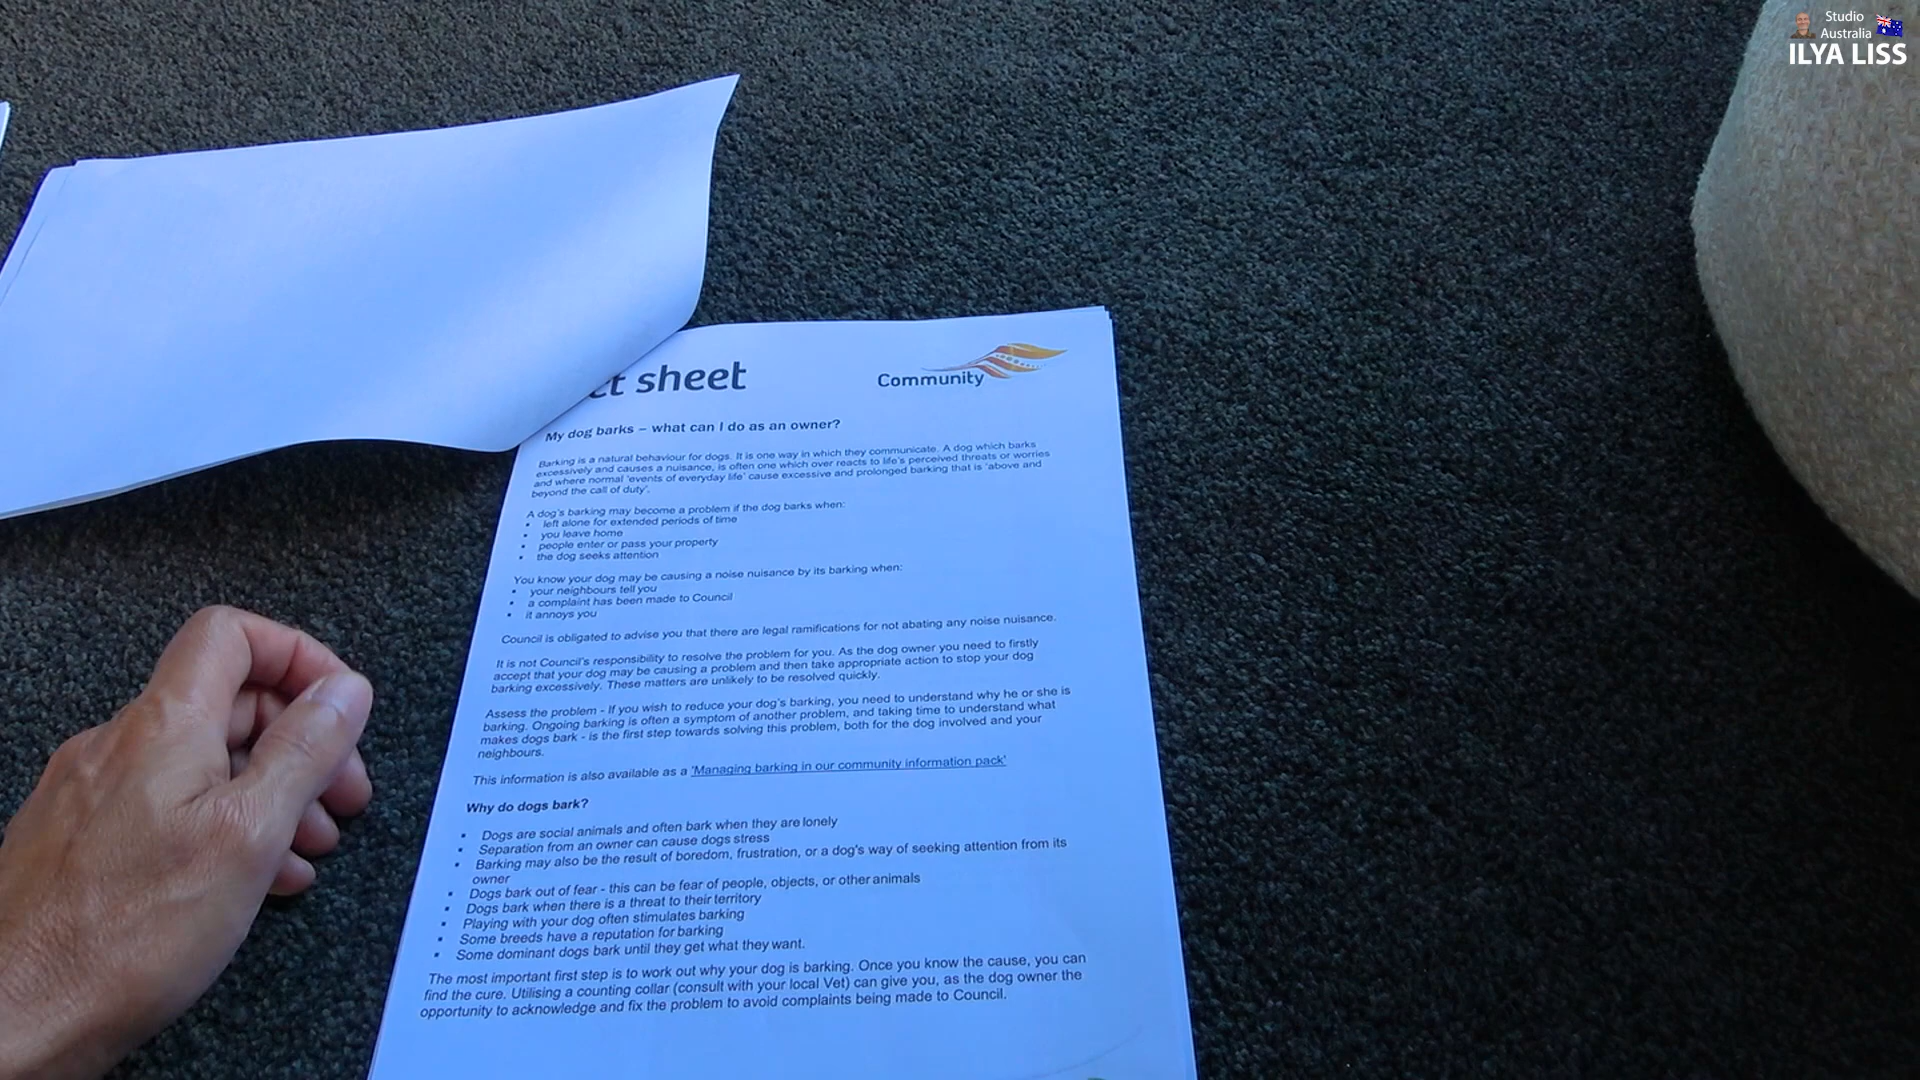 Studio
Australia
ILYA LISS
ct sheet
Community
My dog barks – what can I do as an owner?
Barking is a natural behaviour for dogs. It is one way in which they communicate. A dog which barks
excessively and causes a nuisance, is often one which over reacts to life's perceived threats or worries
and where normal 'events of everyday life' cause excessive and prolonged barking that is 'above and
beyond the call of duty'.
A dog's barking may become a problem if the dog barks when:
• left alone for extended periods of time
• you leave home
• people enter or pass your property
• the dog seeks attention
You know your dog may be causing a noise nuisance by its barking when:
• your neighbours tell you
• a complaint has been made to Council
• it annoys you
Council is obligated to advise you that there are legal ramifications for not abating any noise nuisance.
It is not Council's responsibility to resolve the problem for you. As the dog owner you need to firstly
accept that your dog may be causing a problem and then take appropriate action to stop your dog
barking excessively. These matters are unlikely to be resolved quickly.
Assess the problem - If you wish to reduce your dog's barking, you need to understand why he or she is
barking. Ongoing barking is often a symptom of another problem, and taking time to understand what
makes dogs bark - is the first step towards solving this problem, both for the dog involved and your
neighbours.
This information is also available as a 'Managing barking in our community information pack'
Why do dogs bark?
• Dogs are social animals and often bark when they are lonely
• Separation from an owner can cause dogs stress
• Barking may also be the result of boredom, frustration, or a dog's way of seeking attention from its
owner
• Dogs bark out of fear - this can be fear of people, objects, or other animals
• Dogs bark when there is a threat to their territory
• Playing with your dog often stimulates barking
• Some breeds have a reputation for barking
• Some dominant dogs bark until they get what they want.
The most important first step is to work out why your dog is barking. Once you know the cause, you can
find the cure. Utilising a counting collar (consult with your local Vet) can give you, as the dog owner the
opportunity to acknowledge and fix the problem to avoid complaints being made to Council.